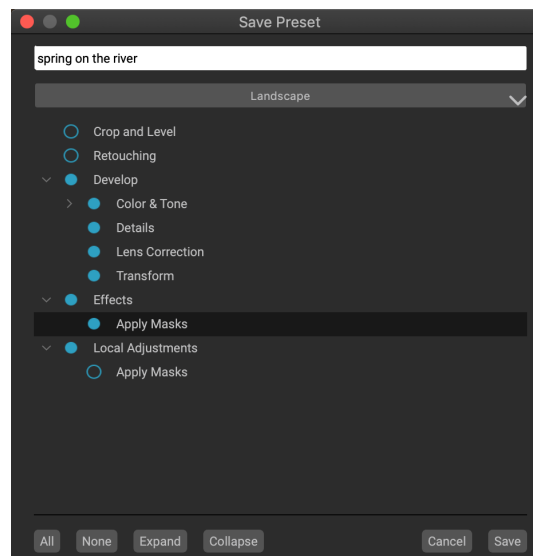 Save Preset
spring on the river
Landscape
Crop and Level
Retouching
Develop
Color & Tone
Details
Lens Correction
Transform
Effects
Apply Masks
Local Adjustments
Apply Masks
All None Expand Collapse Cancel Save